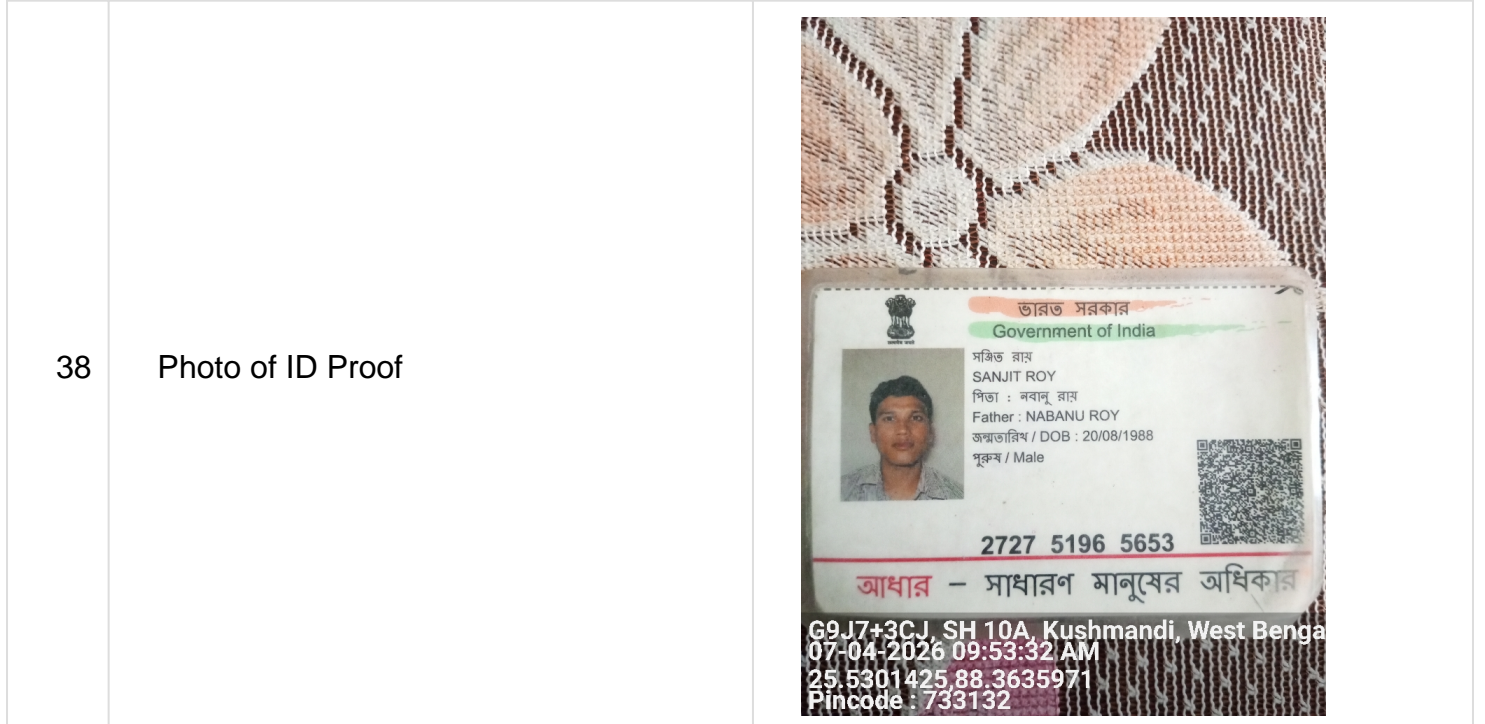 38
Photo of ID Proof
ভারত সরকার
Government of India
সঞ্জিত রায়
SANJIT ROY
পিতা : নবানু রায়
Father : NABANU ROY
জন্মতারিখ / DOB : 20/08/1988
পুরুষ / Male
2727 5196 5653
আধার – সাধারণ মানুষের অধিকার
G9J7+3CJ, SH 10A, Kushmandi, West Benga
07-04-2026 09:53:32 AM
25.5301425,88.3635971
Pincode : 733132